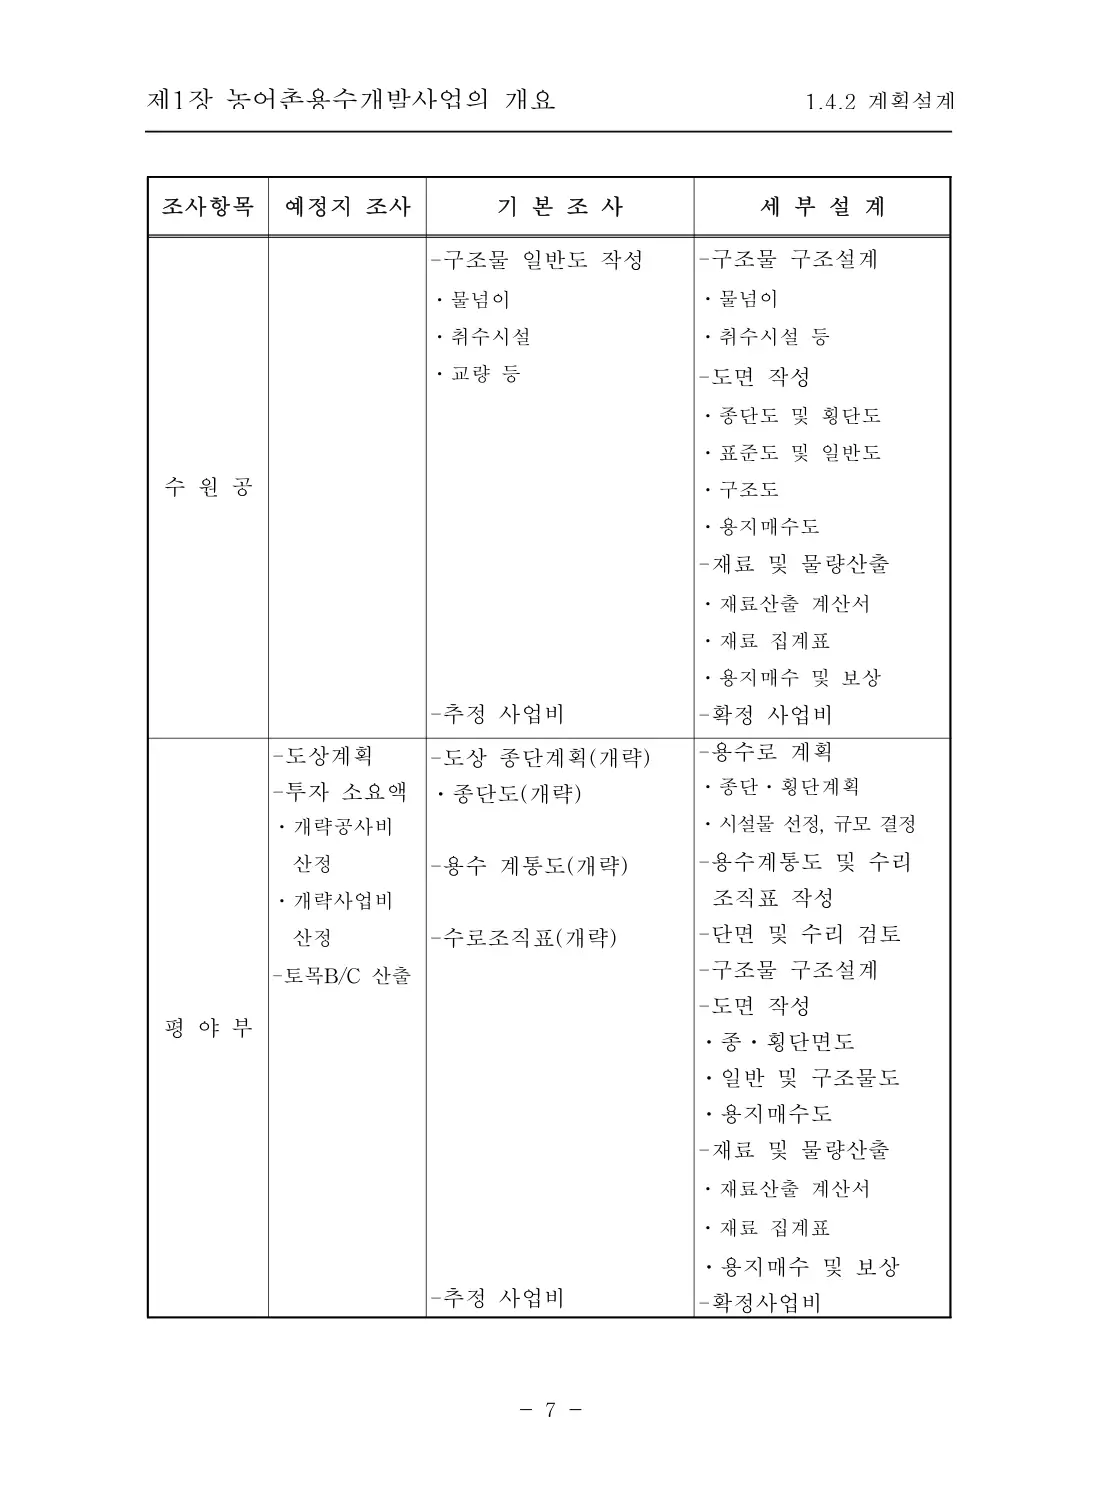 제1장 농어촌용수개발사업의 개요
1.4.2 계획설계
조사항목
예정지 조사
기 본 조 사
세 부 설 계
수 원 공
-구조물 일반도 작성
·물넘이
·취수시설
·교량 등
-추정 사업비
-구조물 구조설계
·물넘이
·취수시설 등
-도면 작성
·종단도 및 횡단도
·표준도 및 일반도
·구조도
·용지매수도
-재료 및 물량산출
·재료산출 계산서
·재료 집계표
·용지매수 및 보상
-확정 사업비
평 야 부
-도상계획
-투자 소요액
·개략공사비
산정
·개략사업비
산정
-토목B/C 산출
-도상 종단계획(개략)
·종단도(개략)
-용수 계통도(개략)
-수로조직표(개략)
-추정 사업비
-용수로 계획
·종단·횡단계획
·시설물 선정, 규모 결정
-용수계통도 및 수리
조직표 작성
-단면 및 수리 검토
-구조물 구조설계
-도면 작성
·종·횡단면도
·일반 및 구조물도
·용지매수도
-재료 및 물량산출
·재료산출 계산서
·재료 집계표
·용지매수 및 보상
-확정사업비
- 7 -